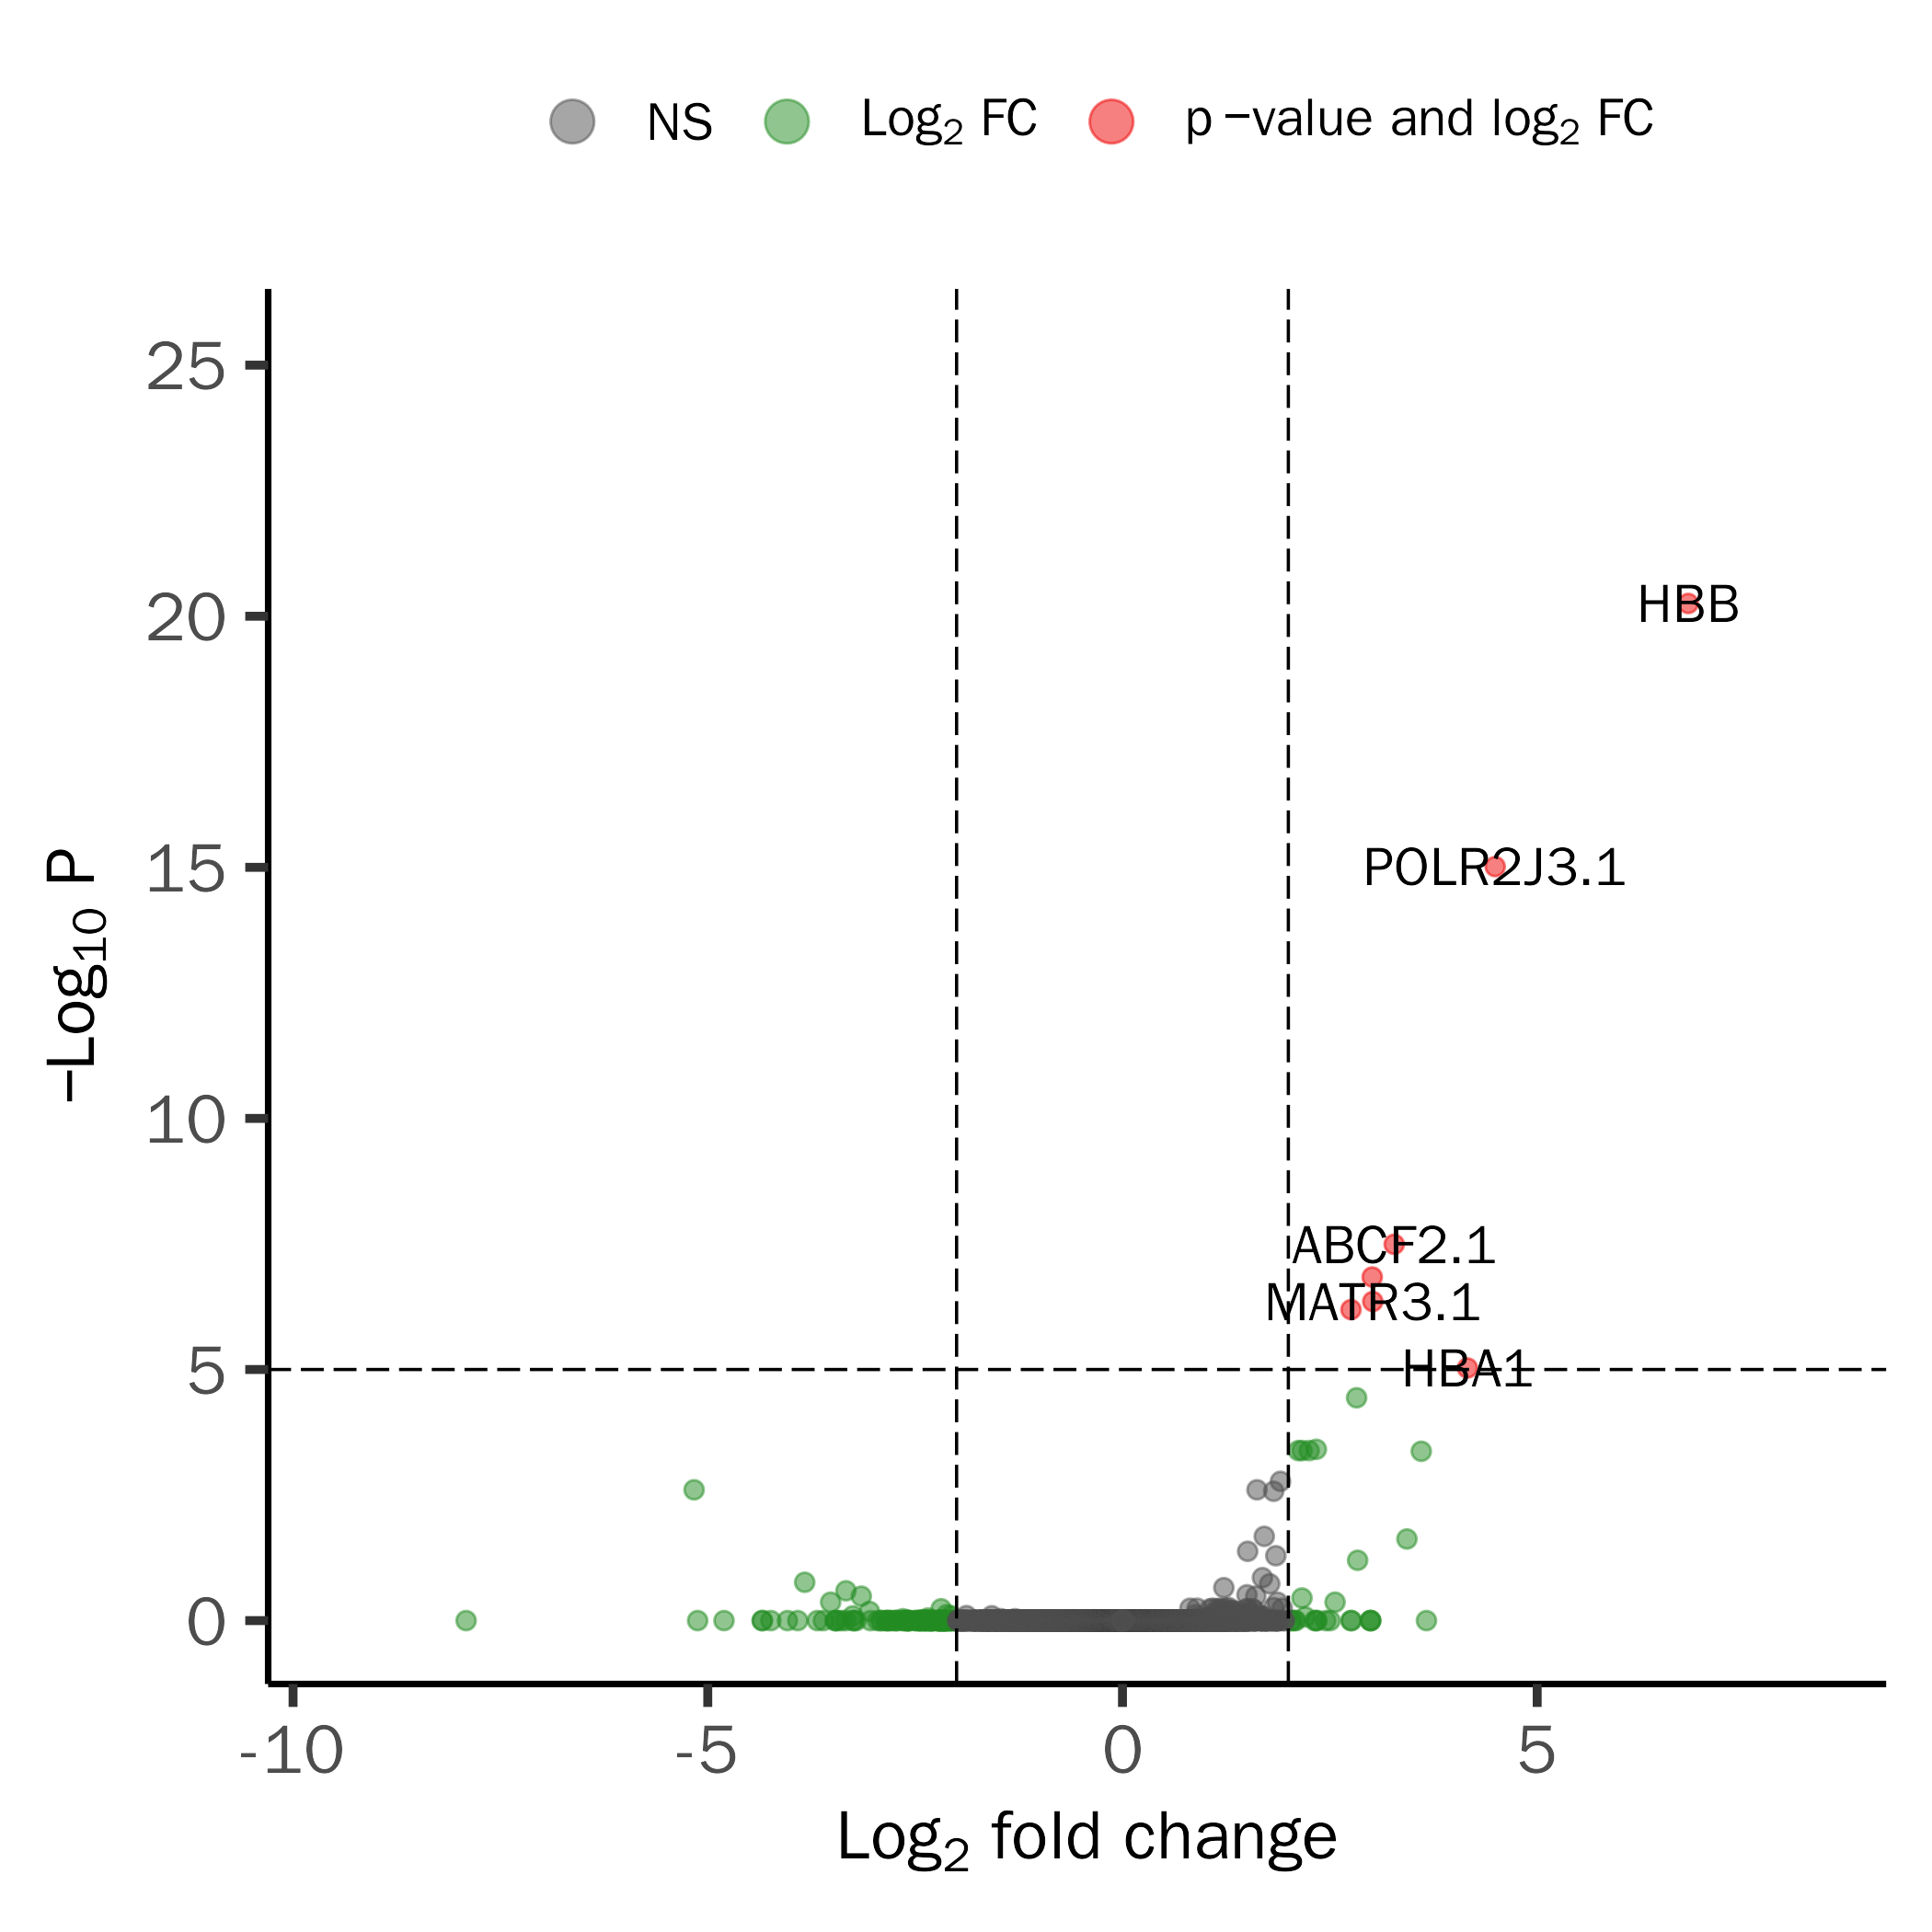 NS Log₂ FC p −value and log₂ FC
25
20
15
10
5
0
−Log₁₀ P
HBB
POLR2J3.1
ABCF2.1
MATR3.1
HBA1
-10 -5 0 5
Log₂ fold change